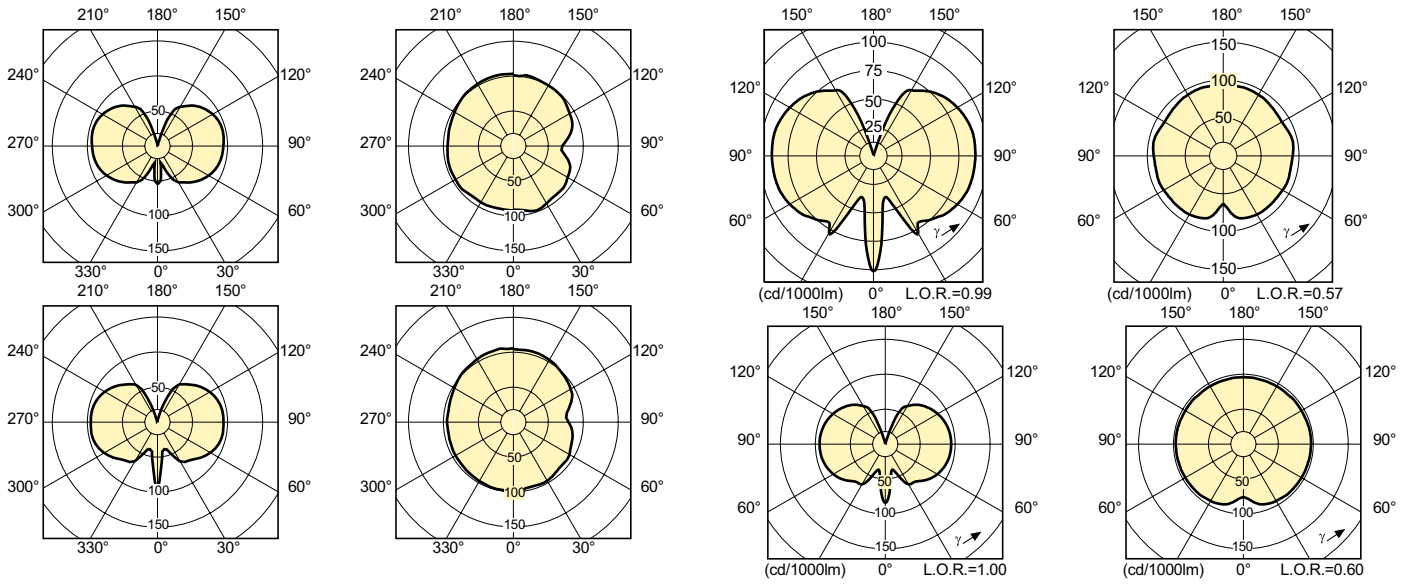 210° 180° 150°
240° 120°
50
270° 90°
300° 60°
100
150
330° 0° 30°
210° 180° 150°
240° 120°
270° 90°
50
300° 60°
100
150
330° 0° 30°
150° 180° 150°
100
75
120° 120°
50
25
90° 90°
60° 60°
γ
(cd/1000lm) 0° L.O.R.=0.99
150° 180° 150°
150
120° 100 120°
50
90° 90°
60° 60°
100
γ
150
(cd/1000lm) 0° L.O.R.=0.57
210° 180° 150°
240° 120°
50
270° 90°
300° 60°
100
150
330° 0° 30°
210° 180° 150°
240° 120°
270° 90°
50
300° 60°
100
150
330° 0° 30°
150° 180° 150°
120° 120°
90° 90°
50
60° 60°
100
γ
150
(cd/1000lm) 0° L.O.R.=1.00
150° 180° 150°
120° 120°
90° 90°
50
60° 60°
100
γ
150
(cd/1000lm) 0° L.O.R.=0.60